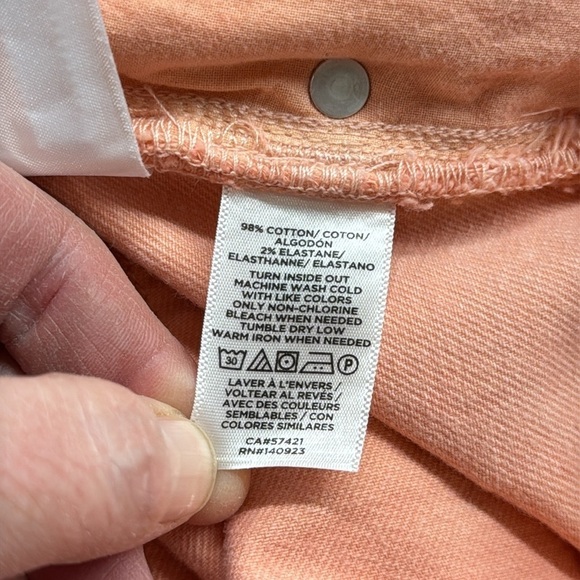 98% COTTON/ COTON/
ALGODÓN
2% ELASTANE/
ELASTHANNE/ ELASTANO
TURN INSIDE OUT
MACHINE WASH COLD
WITH LIKE COLORS
ONLY NON-CHLORINE
BLEACH WHEN NEEDED
TUMBLE DRY LOW
WARM IRON WHEN NEEDED
30 P
LAVER À L'ENVERS/
VOLTEAR AL REVÉS/
AVEC DES COULEURS
SEMBLABLES/ CON
COLORES SIMILARES
CA#57421
RN#140923